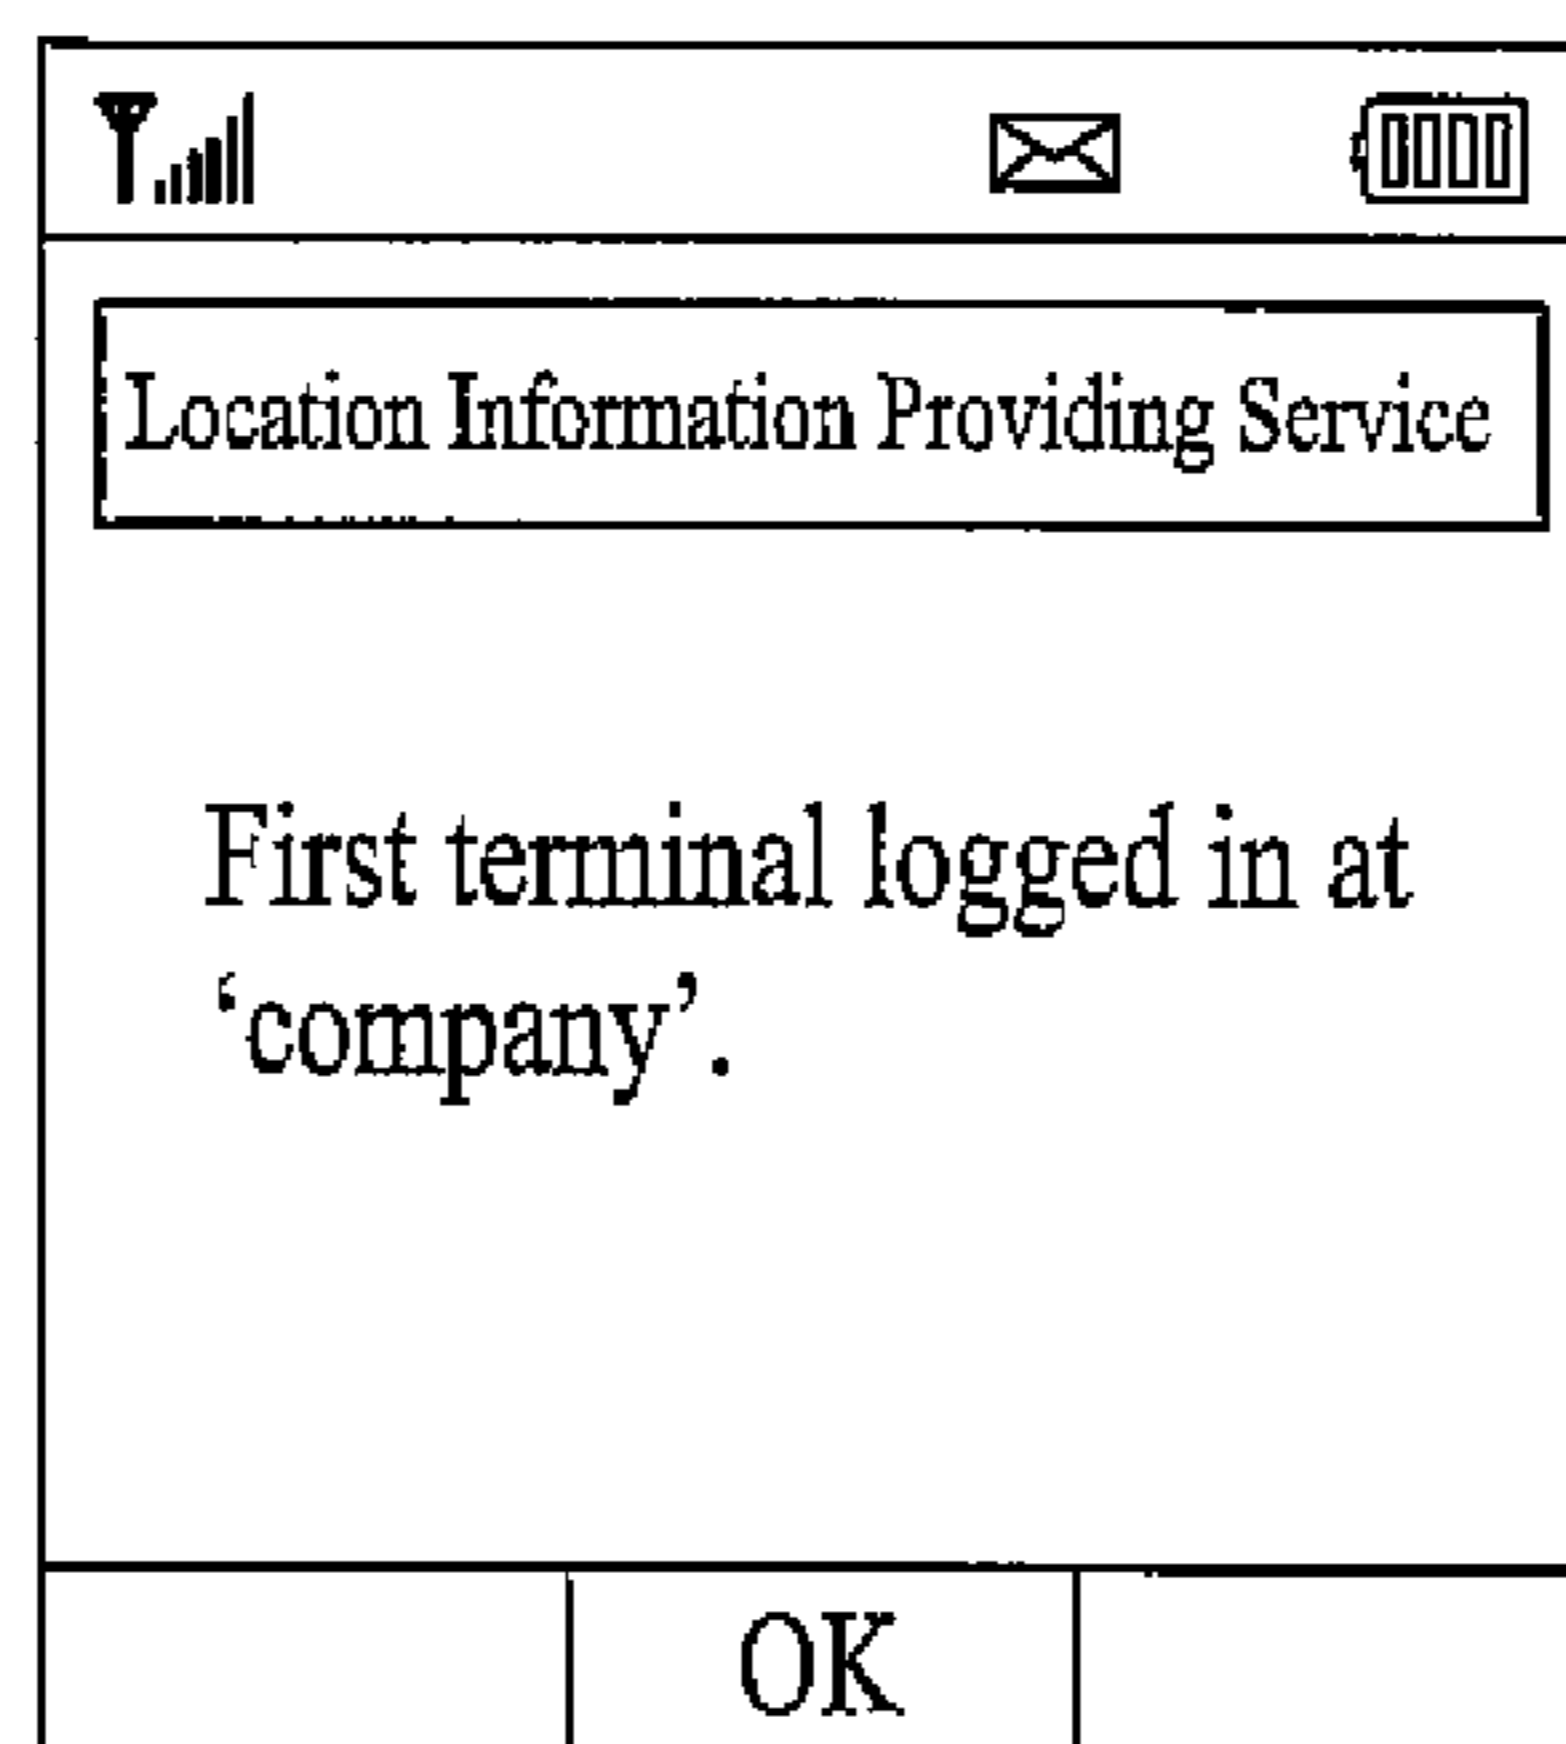 Location Information Providing Service
First terminal logged in at
‘company’.
OK